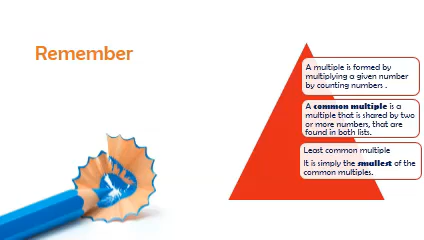 Remember
A multiple is formed by
multiplying a given number
by counting numbers .
A common multiple is a
multiple that is shared by two
or more numbers, that are
found in both lists.
Least common multiple
It is simply the smallest of the
common multiples.